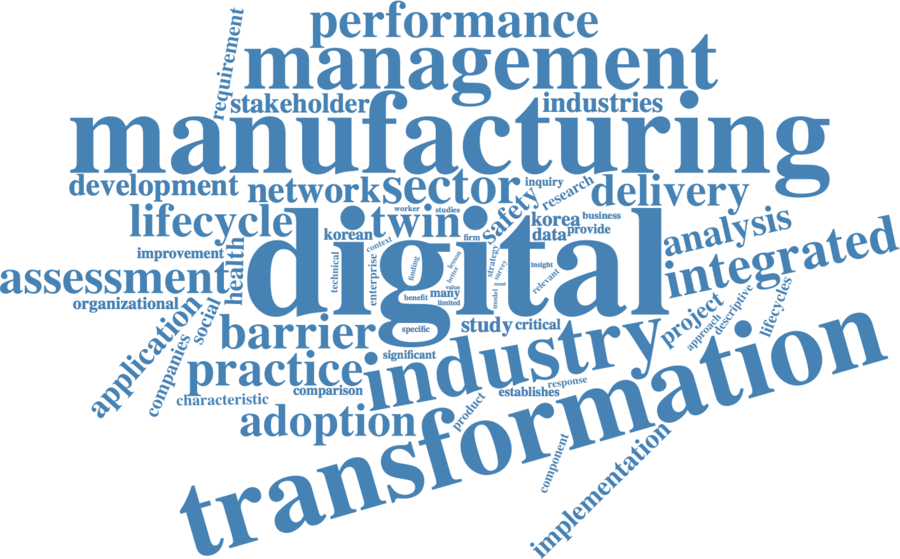 performance
requirement
management
stakeholder
industries
manufacturing
development
network
sector
inquiry
research
delivery
lifecycle
twin
worker
studies
safety
korea
business
korean
firm
data
provide
analysis
improvement
health
digital
context
integrated
assessment
technical
enterprise
finding
lesson
better
strategy
survey
insight
relevant
organizational
social
benefit
many
value
limited
must
model
project
approach
descriptive
lifecycles
application
companies
barrier
specific
study
critical
industry
practice
significant
transformation
characteristic
comparison
establishes
response
adoption
product
component
implementation